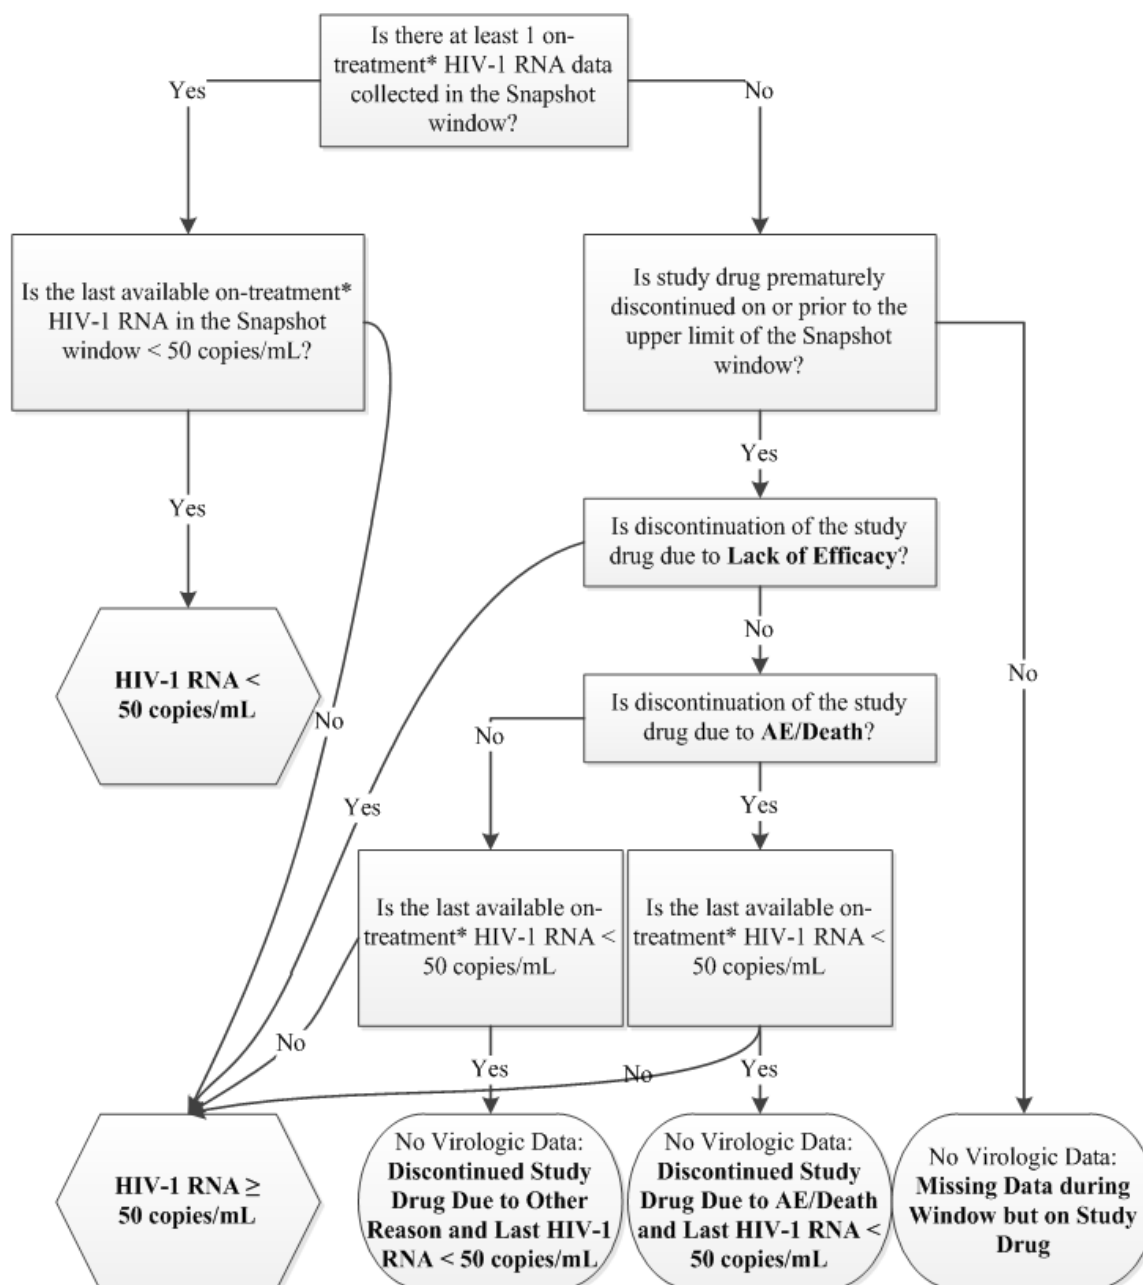 Is there at least 1 on-
treatment* HIV-1 RNA data
collected in the Snapshot
window?
Yes
No
Is the last available on-treatment*
HIV-1 RNA in the Snapshot
window < 50 copies/mL?
Is study drug prematurely
discontinued on or prior to the
upper limit of the Snapshot
window?
Yes
Yes
Is discontinuation of the study
drug due to Lack of Efficacy?
No
HIV-1 RNA <
50 copies/mL
No
No
Is discontinuation of the study
drug due to AE/Death?
No
Yes
Yes
Is the last available on-
treatment* HIV-1 RNA <
50 copies/mL
Is the last available on-
treatment* HIV-1 RNA <
50 copies/mL
No
Yes
No
Yes
HIV-1 RNA ≥
50 copies/mL
No Virologic Data:
Discontinued Study
Drug Due to Other
Reason and Last HIV-1
RNA < 50 copies/mL
No Virologic Data:
Discontinued Study
Drug Due to AE/Death
and Last HIV-1 RNA <
50 copies/mL
No Virologic Data:
Missing Data during
Window but on Study
Drug